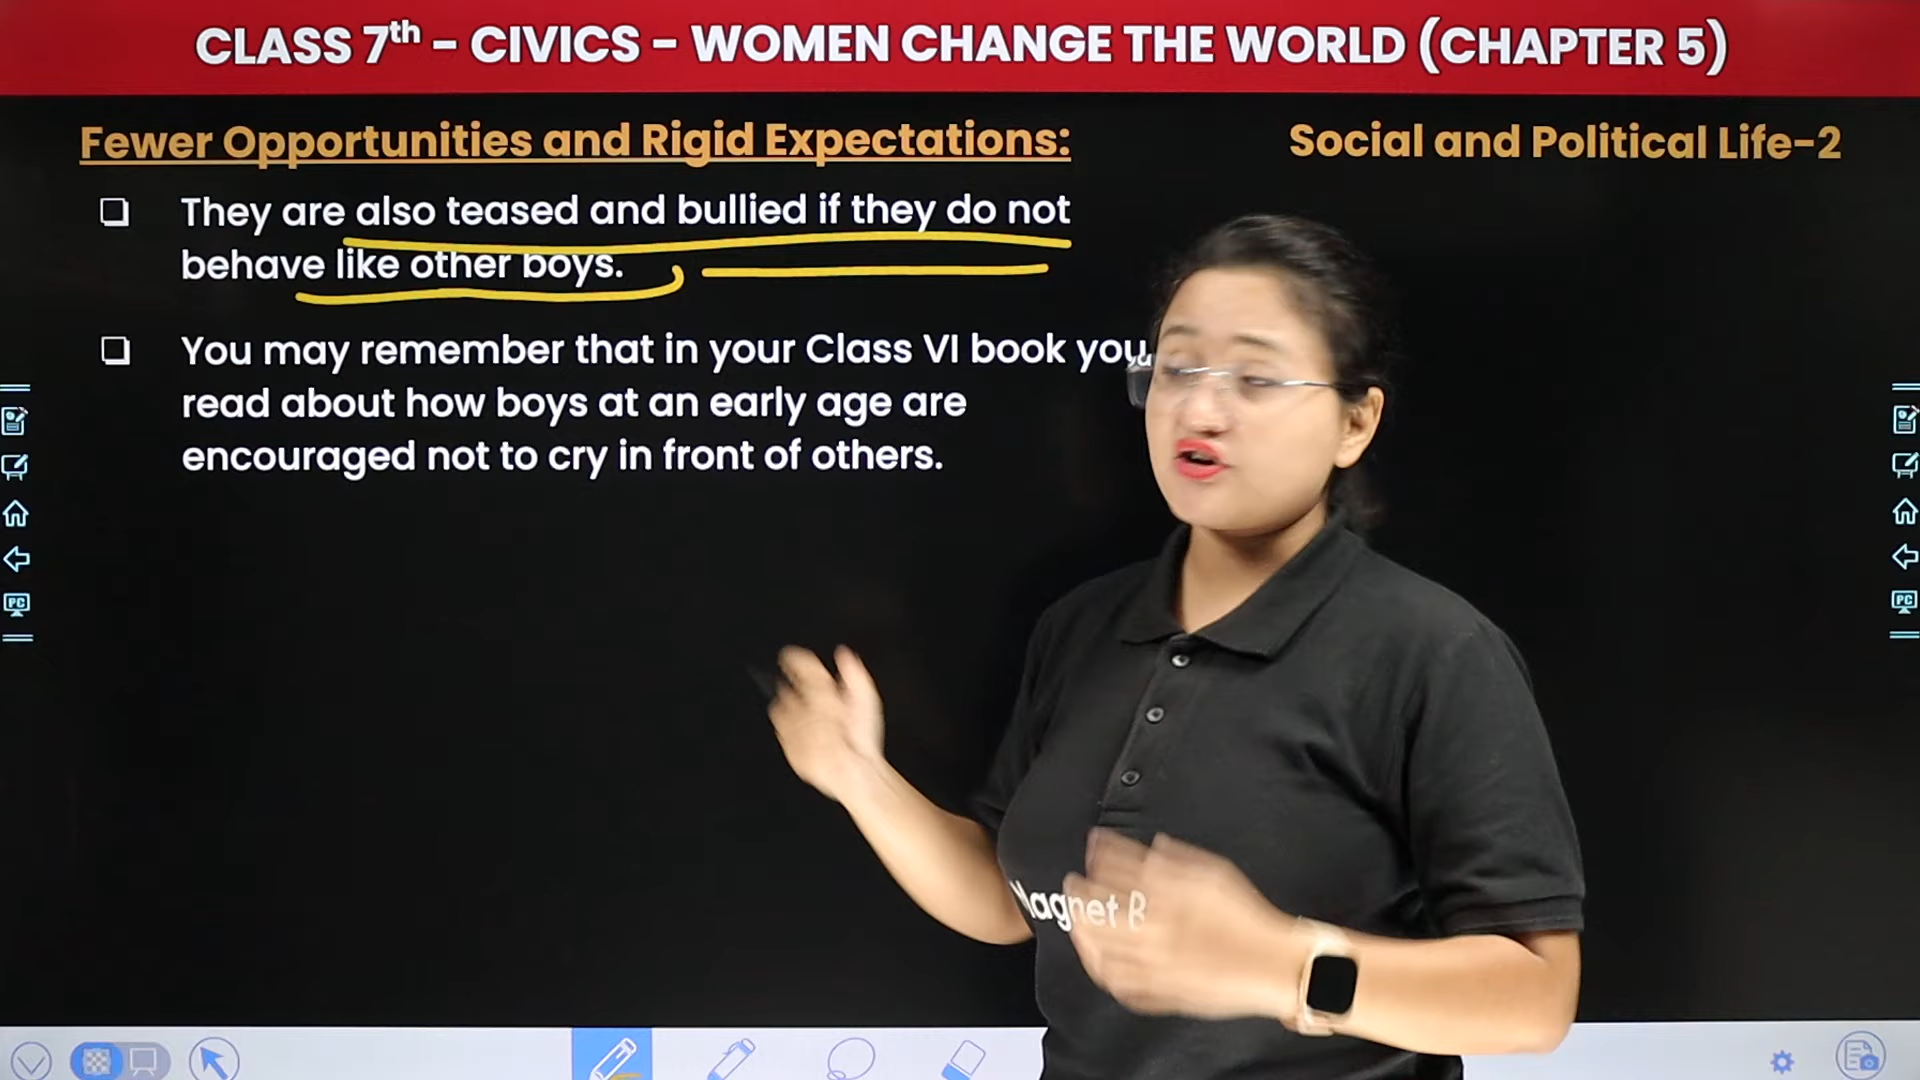 CLASS 7th - CIVICS - WOMEN CHANGE THE WORLD (CHAPTER 5)
Fewer Opportunities and Rigid Expectations:
Social and Political Life-2
❑ They are also teased and bullied if they do not
behave like other boys.
❑ You may remember that in your Class VI book you
read about how boys at an early age are
encouraged not to cry in front of others.
PC
PC
Magnet B